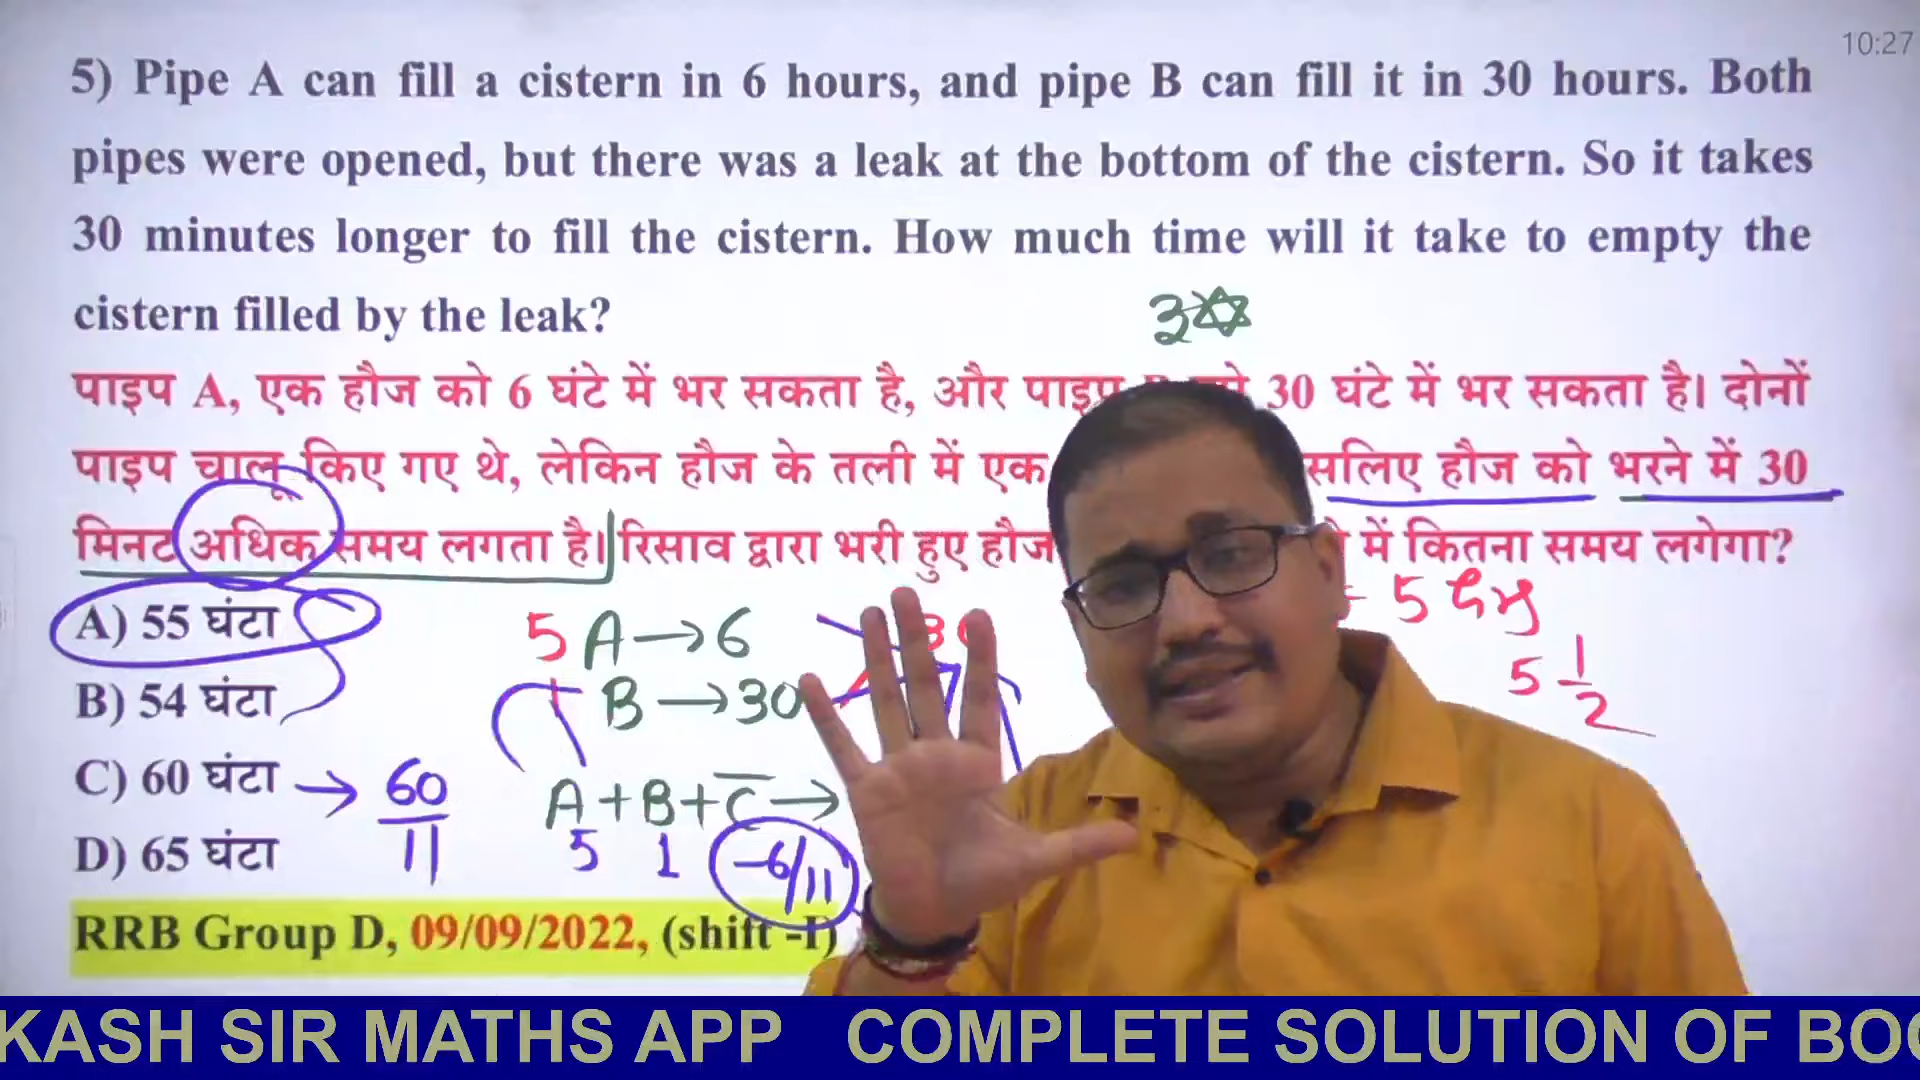 10:27
5) Pipe A can fill a cistern in 6 hours, and pipe B can fill it in 30 hours. Both
pipes were opened, but there was a leak at the bottom of the cistern. So it takes
30 minutes longer to fill the cistern. How much time will it take to empty the
cistern filled by the leak?
पाइप A, एक हौज को 6 घंटे में भर सकता है, और पाइप 30 घंटे में भर सकता है। दोनों
पाइप चालू किए गए थे, लेकिन हौज के तली में एक सलिए हौज को भरने में 30
मिनट अधिक समय लगता है। रिसाव द्वारा भरी हुए हौज में कितना समय लगेगा?
A) 55 घंटा
B) 54 घंटा
C) 60 घंटा → 60/11
D) 65 घंटा
5 A → 6
1 B → 30
A + B + C̅ →
5 1 -6/11
5 घंटा
5 1/2
RRB Group D, 09/09/2022, (shift -I)
KASH SIR MATHS APP COMPLETE SOLUTION OF BOO